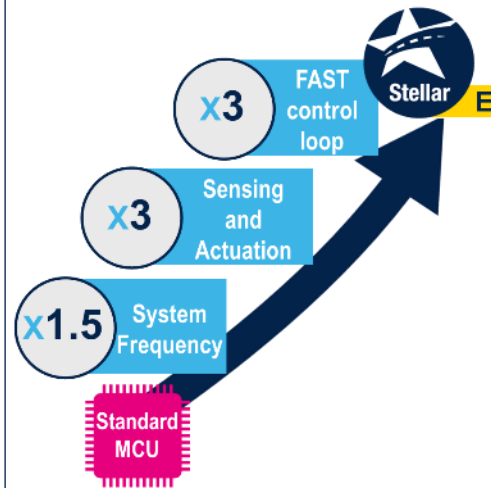 x3
FAST
control
loop
Stellar
E
x3
Sensing
and
Actuation
x1.5
System
Frequency
Standard
MCU